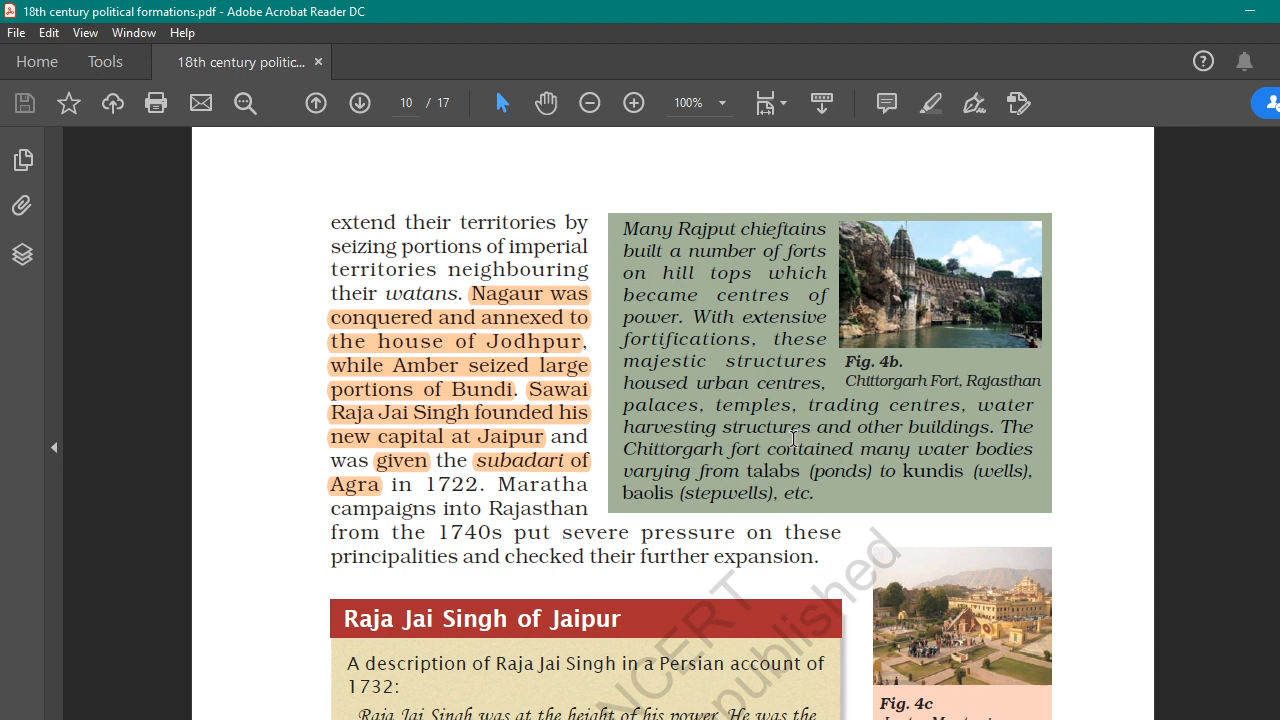 18th century political formations.pdf - Adobe Acrobat Reader DC
File Edit View Window Help
Home Tools 18th century politic... ×
10 / 17 100%
extend their territories by
seizing portions of imperial
territories neighbouring
their watans. Nagaur was
conquered and annexed to
the house of Jodhpur,
while Amber seized large
portions of Bundi. Sawai
Raja Jai Singh founded his
new capital at Jaipur and
was given the subadari of
Agra in 1722. Maratha
campaigns into Rajasthan
from the 1740s put severe pressure on these
principalities and checked their further expansion.
Many Rajput chieftains
built a number of forts
on hill tops which
became centres of
power. With extensive
fortifications, these
majestic structures
housed urban centres,
palaces, temples, trading centres, water
harvesting structures and other buildings. The
Chittorgarh fort contained many water bodies
varying from talabs (ponds) to kundis (wells),
baolis (stepwells), etc.
Fig. 4b.
Chittorgarh Fort, Rajasthan
Raja Jai Singh of Jaipur
A description of Raja Jai Singh in a Persian account of
1732:
Raja Jai Singh was at the height of his power. He was the
NCERT
published
Fig. 4c